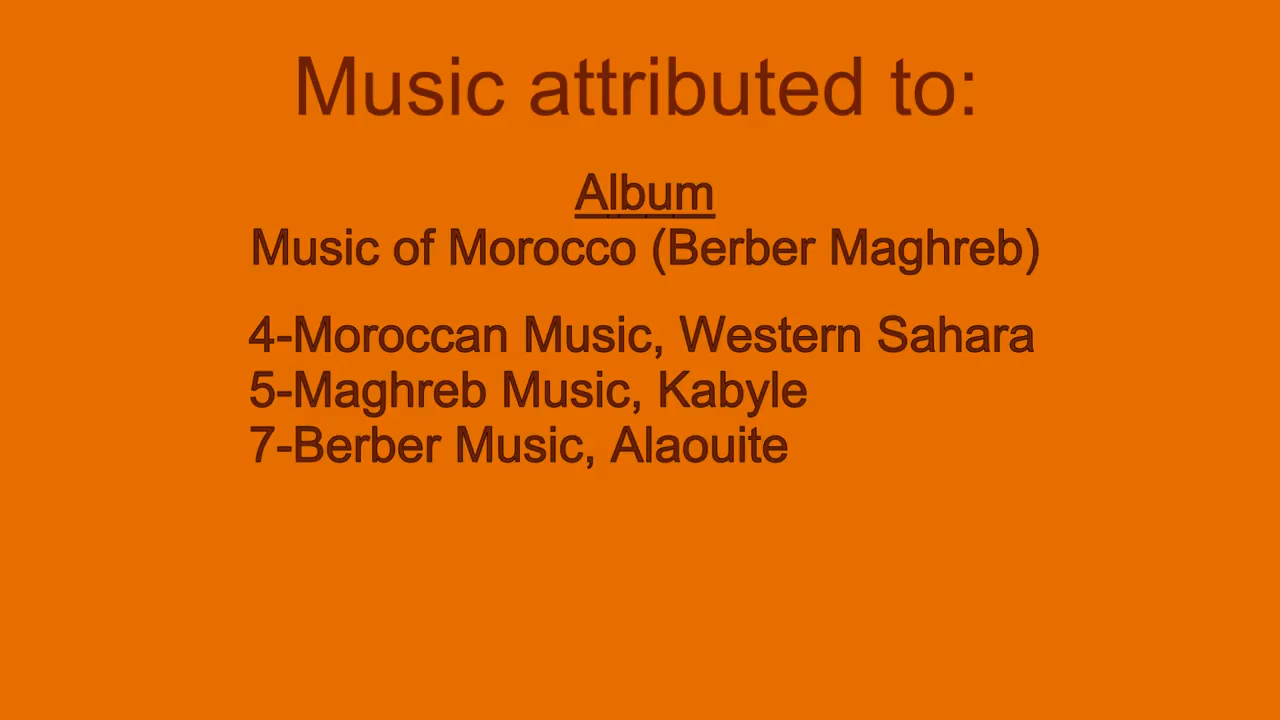 Music attributed to:
Album
Music of Morocco (Berber Maghreb)
4-Moroccan Music, Western Sahara
5-Maghreb Music, Kabyle
7-Berber Music, Alaouite